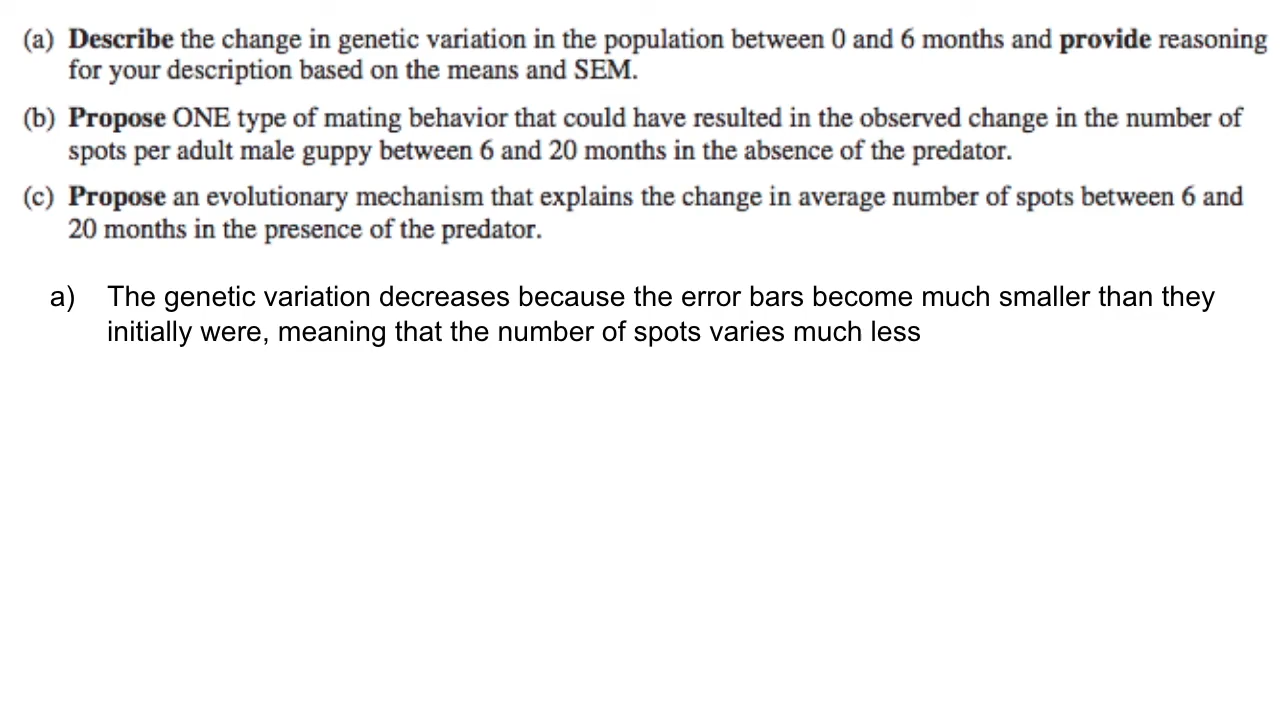 (a) Describe the change in genetic variation in the population between 0 and 6 months and provide reasoning
for your description based on the means and SEM.
(b) Propose ONE type of mating behavior that could have resulted in the observed change in the number of
spots per adult male guppy between 6 and 20 months in the absence of the predator.
(c) Propose an evolutionary mechanism that explains the change in average number of spots between 6 and
20 months in the presence of the predator.
a) The genetic variation decreases because the error bars become much smaller than they
initially were, meaning that the number of spots varies much less